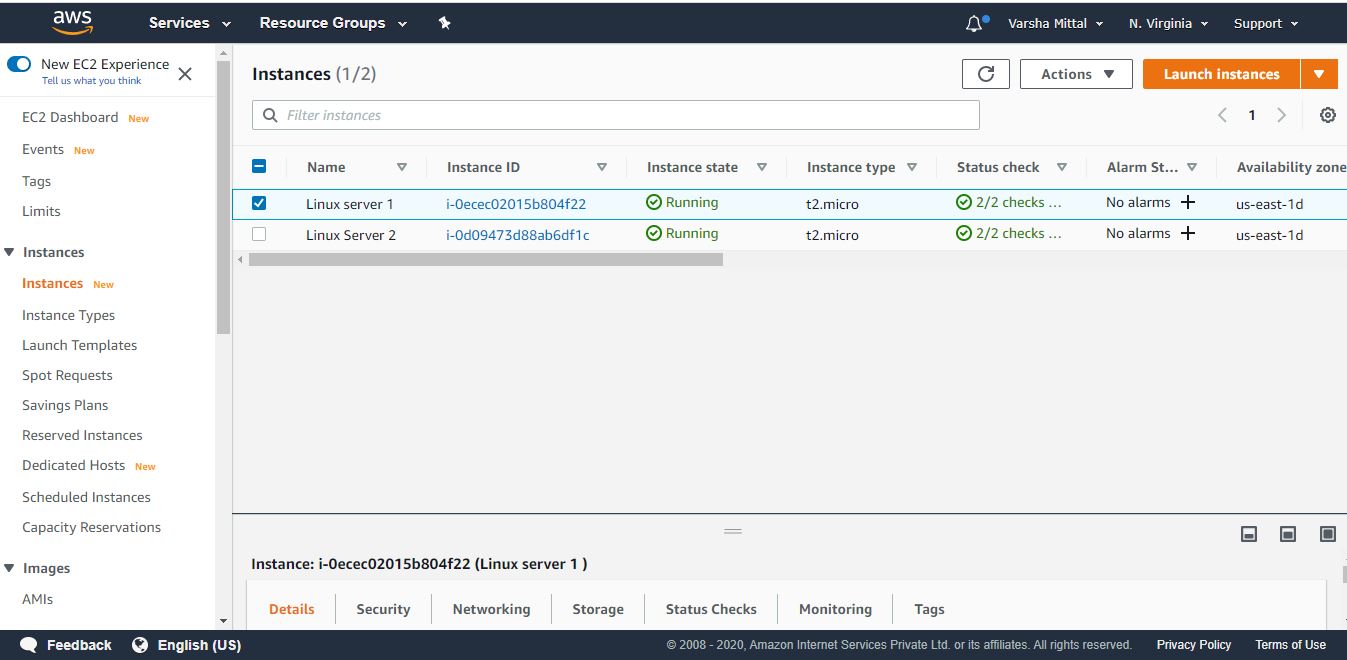 aws Services Resource Groups Varsha Mittal N. Virginia Support
New EC2 Experience
Tell us what you think
EC2 Dashboard New
Events New
Tags
Limits
Instances
Instances New
Instance Types
Launch Templates
Spot Requests
Savings Plans
Reserved Instances
Dedicated Hosts New
Scheduled Instances
Capacity Reservations
Images
AMIs
Instances (1/2) Actions Launch instances
Filter instances 1
Name Instance ID Instance state Instance type Status check Alarm St... Availability zone
Linux server 1 i-0ecec02015b804f22 Running t2.micro 2/2 checks ... No alarms + us-east-1d
Linux Server 2 i-0d09473d88ab6df1c Running t2.micro 2/2 checks ... No alarms + us-east-1d
Instance: i-0ecec02015b804f22 (Linux server 1 )
Details Security Networking Storage Status Checks Monitoring Tags
Feedback English (US) © 2008 - 2020, Amazon Internet Services Private Ltd. or its affiliates. All rights reserved. Privacy Policy Terms of Use